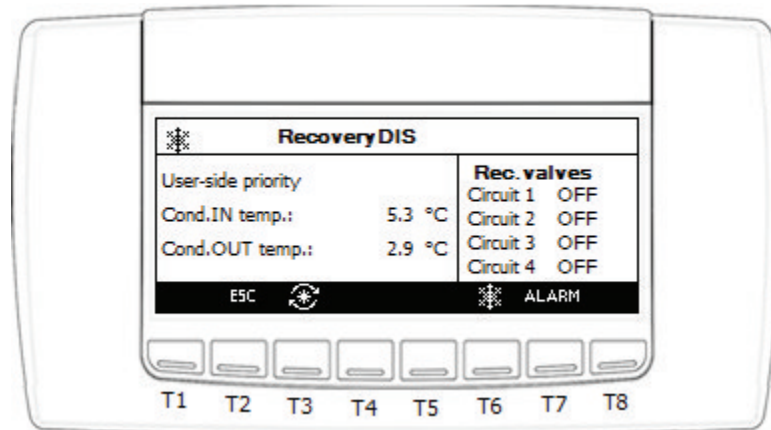 RecoveryDIS
User-side priority
Cond.IN temp.: 5.3 °C
Cond.OUT temp.: 2.9 °C
Rec.valves
Circuit 1 OFF
Circuit 2 OFF
Circuit 3 OFF
Circuit 4 OFF
ESC ALARM
T1 T2 T3 T4 T5 T6 T7 T8